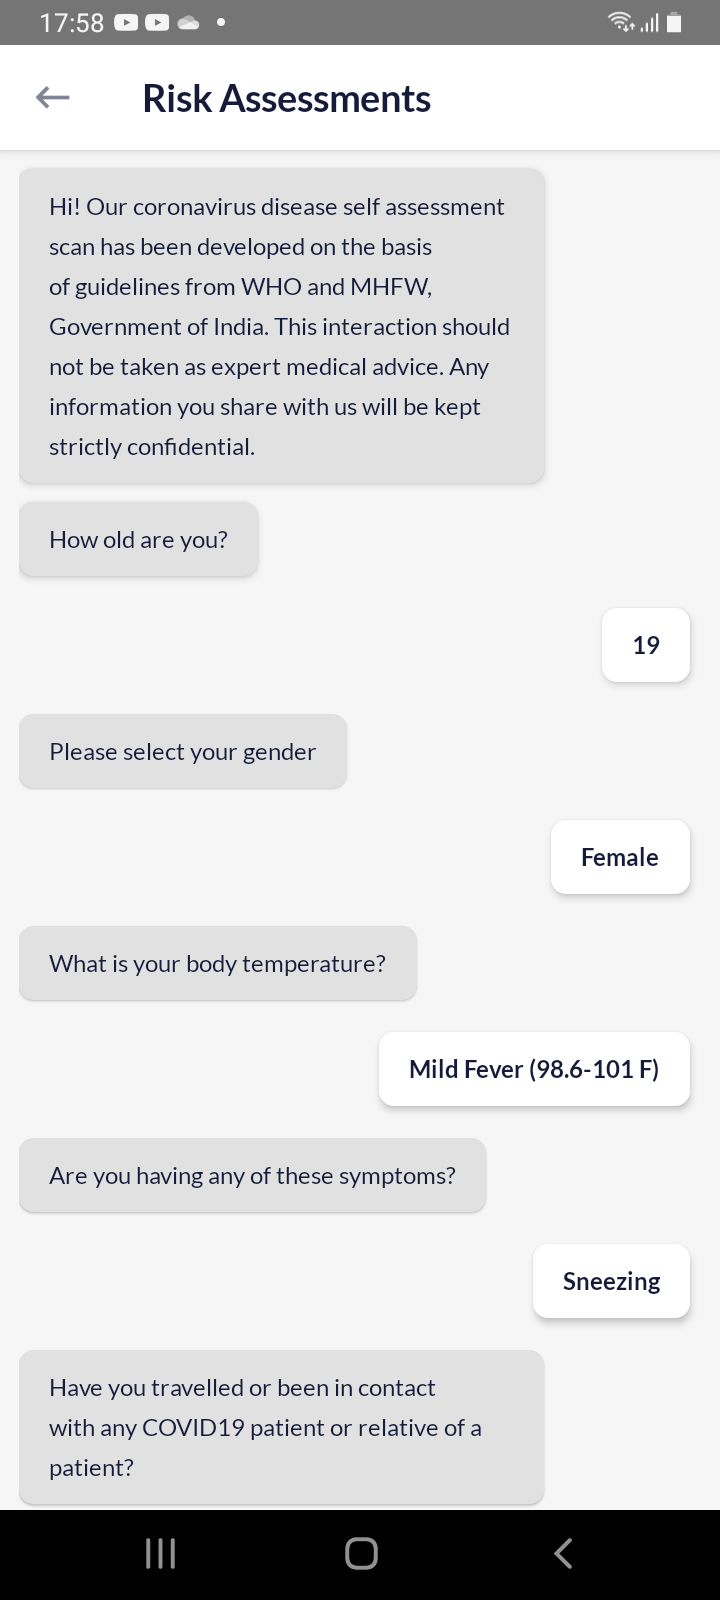 17:58
Risk Assessments
Hi! Our coronavirus disease self assessment
scan has been developed on the basis
of guidelines from WHO and MHFW,
Government of India. This interaction should
not be taken as expert medical advice. Any
information you share with us will be kept
strictly confidential.
How old are you?
19
Please select your gender
Female
What is your body temperature?
Mild Fever (98.6-101 F)
Are you having any of these symptoms?
Sneezing
Have you travelled or been in contact
with any COVID19 patient or relative of a
patient?